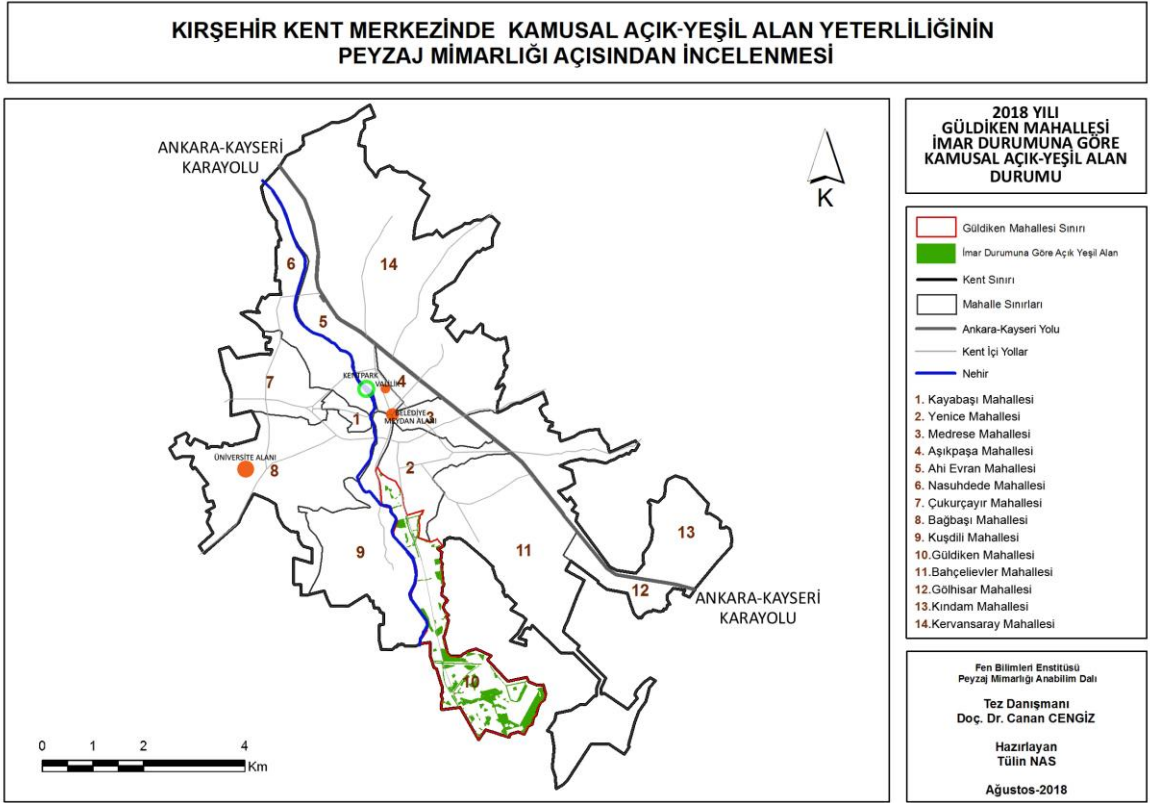 KIRŞEHİR KENT MERKEZİNDE KAMUSAL AÇIK-YEŞİL ALAN YETERLİLİĞİNİN
PEYZAJ MİMARLIĞI AÇISINDAN İNCELENMESİ
ANKARA-KAYSERİ
KARAYOLU
K
6
14
5
7
KENTPARK
VALİLİK
4
1
BELEDİYE
MEYDAN ALANI
3
ÜNİVERSİTE ALANI
8
2
9
11
13
12
ANKARA-KAYSERİ
KARAYOLU
10
0 1 2 4
Km
2018 YILI
GÜLDİKEN MAHALLESİ
İMAR DURUMUNA GÖRE
KAMUSAL AÇIK-YEŞİL ALAN
DURUMU
Güldiken Mahallesi Sınırı
İmar Durumuna Göre Açık Yeşil Alan
Kent Sınırı
Mahalle Sınırları
Ankara-Kayseri Yolu
Kent İçi Yollar
Nehir
1. Kayabaşı Mahallesi
2. Yenice Mahallesi
3. Medrese Mahallesi
4. Aşıkpaşa Mahallesi
5. Ahi Evran Mahallesi
6. Nasuhdede Mahallesi
7. Çukurçayır Mahallesi
8. Bağbaşı Mahallesi
9. Kuşdili Mahallesi
10.Güldiken Mahallesi
11.Bahçelievler Mahallesi
12.Gölhisar Mahallesi
13.Kındam Mahallesi
14.Kervansaray Mahallesi
Fen Bilimleri Enstitüsü
Peyzaj Mimarlığı Anabilim Dalı
Tez Danışmanı
Doç. Dr. Canan CENGİZ
Hazırlayan
Tülin NAS
Ağustos-2018